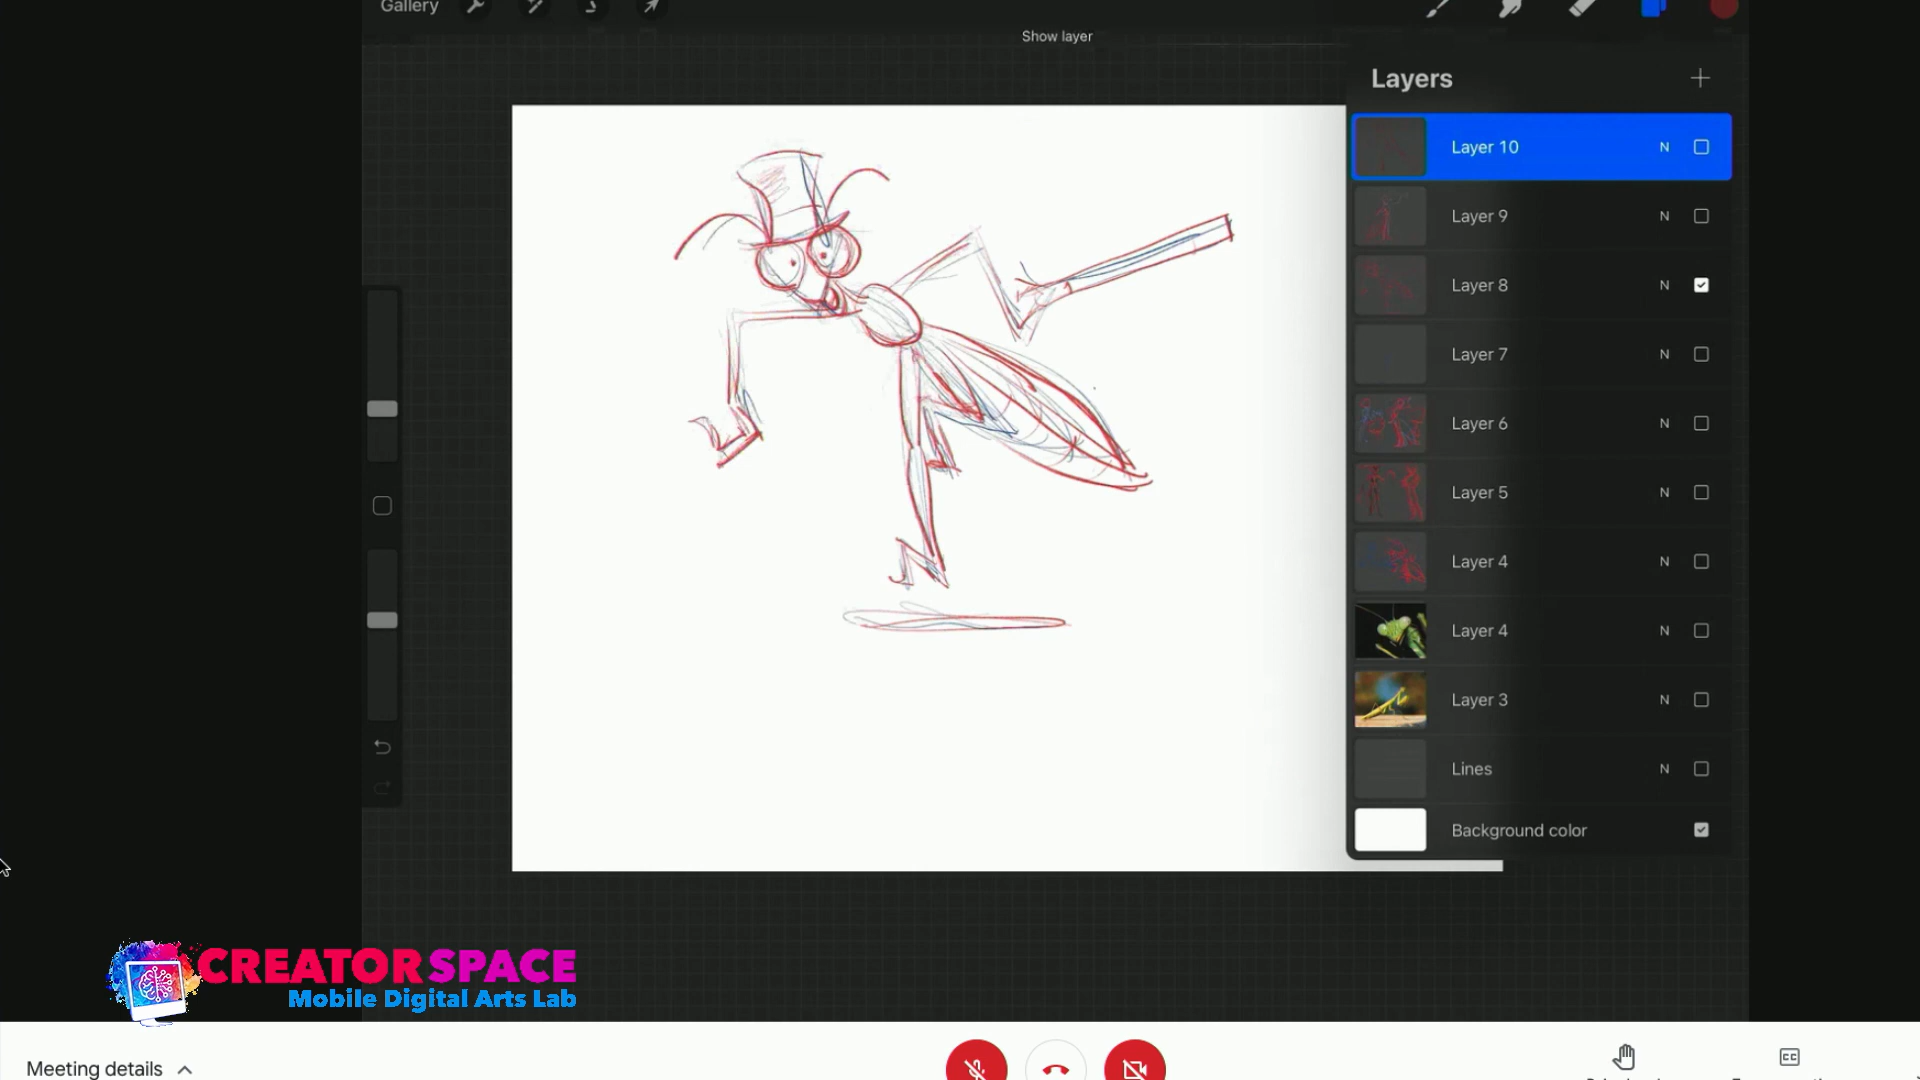 Gallery
Show layer
Layers
Layer 10 N
Layer 9 N
Layer 8 N
Layer 7 N
Layer 6 N
Layer 5 N
Layer 4 N
Layer 4 N
Layer 3 N
Lines N
Background color
CREATORSPACE
Mobile Digital Arts Lab
Meeting details
CC